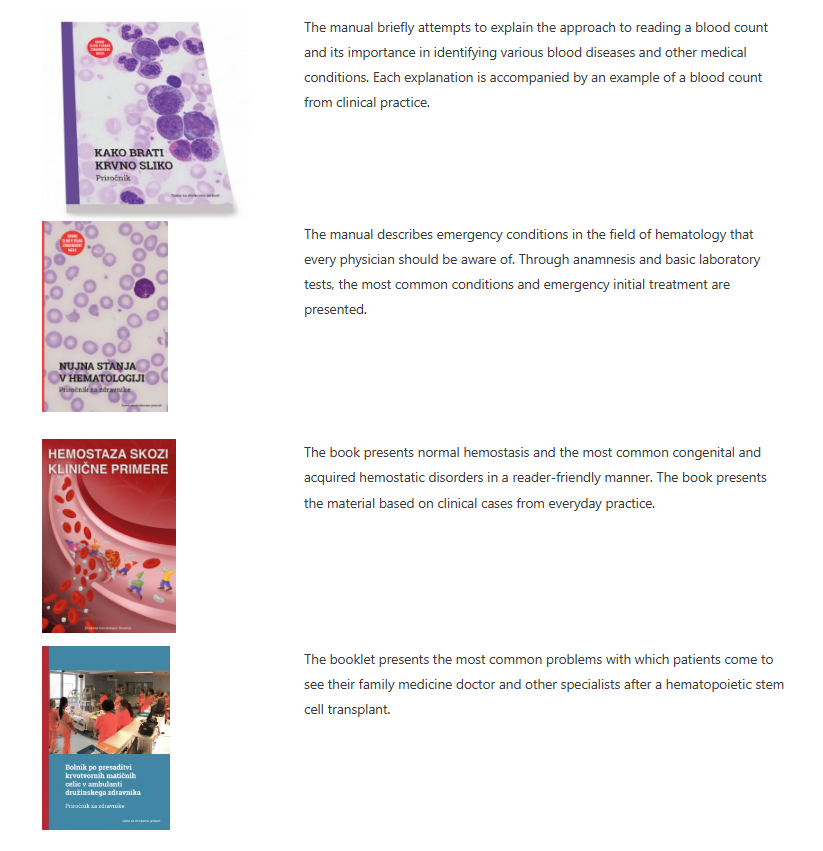 The manual briefly attempts to explain the approach to reading a blood count
and its importance in identifying various blood diseases and other medical
conditions. Each explanation is accompanied by an example of a blood count
from clinical practice.
KAKO BRATI
KRVNO SLIKO
Priročnik
The manual describes emergency conditions in the field of hematology that
every physician should be aware of. Through anamnesis and basic laboratory
tests, the most common conditions and emergency initial treatment are
presented.
NUJNA STANJA
V HEMATOLOGIJI
Priročnik za zdravnike
The book presents normal hemostasis and the most common congenital and
acquired hemostatic disorders in a reader-friendly manner. The book presents
the material based on clinical cases from everyday practice.
HEMOSTAZA SKOZI
KLINIČNE PRIMERE
The booklet presents the most common problems with which patients come to
see their family medicine doctor and other specialists after a hematopoietic stem
cell transplant.
Bolnik po presaditvi
krvotvornih matičnih
celic v ambulanti
družinskega zdravnika
Priročnik za zdravnike